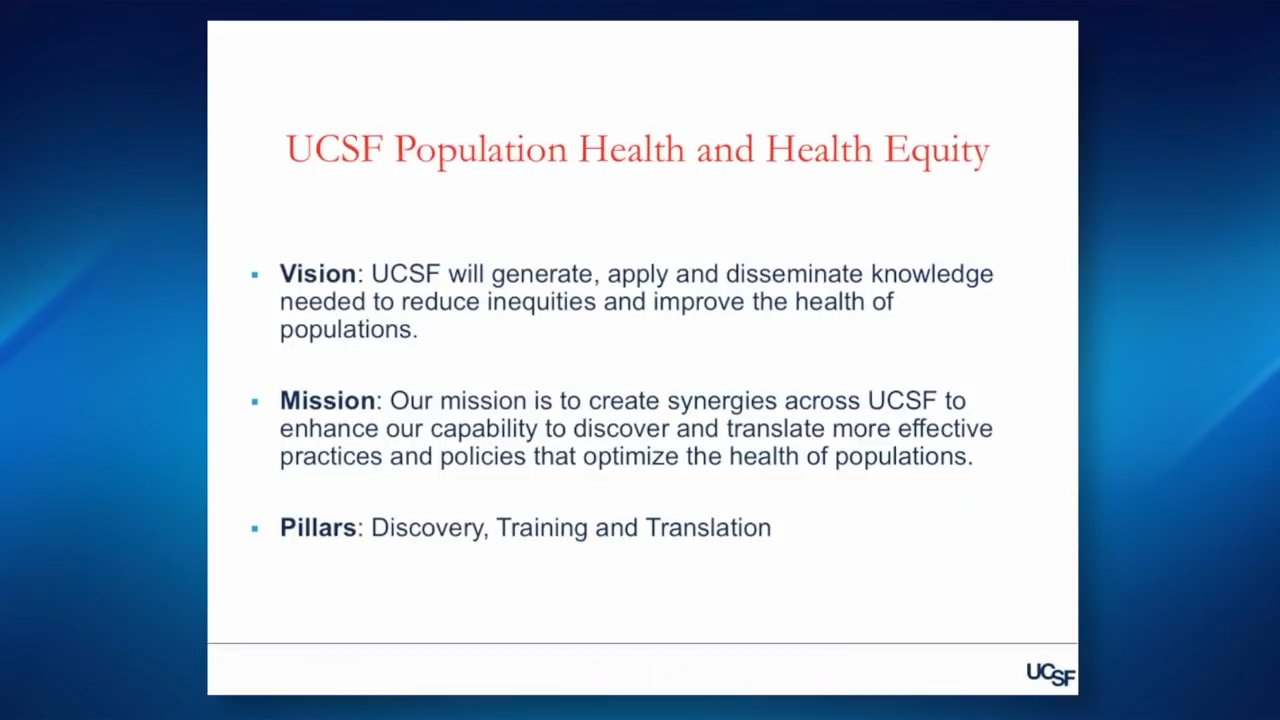 UCSF Population Health and Health Equity
▪ Vision: UCSF will generate, apply and disseminate knowledge
needed to reduce inequities and improve the health of
populations.
▪ Mission: Our mission is to create synergies across UCSF to
enhance our capability to discover and translate more effective
practices and policies that optimize the health of populations.
▪ Pillars: Discovery, Training and Translation
UCSF